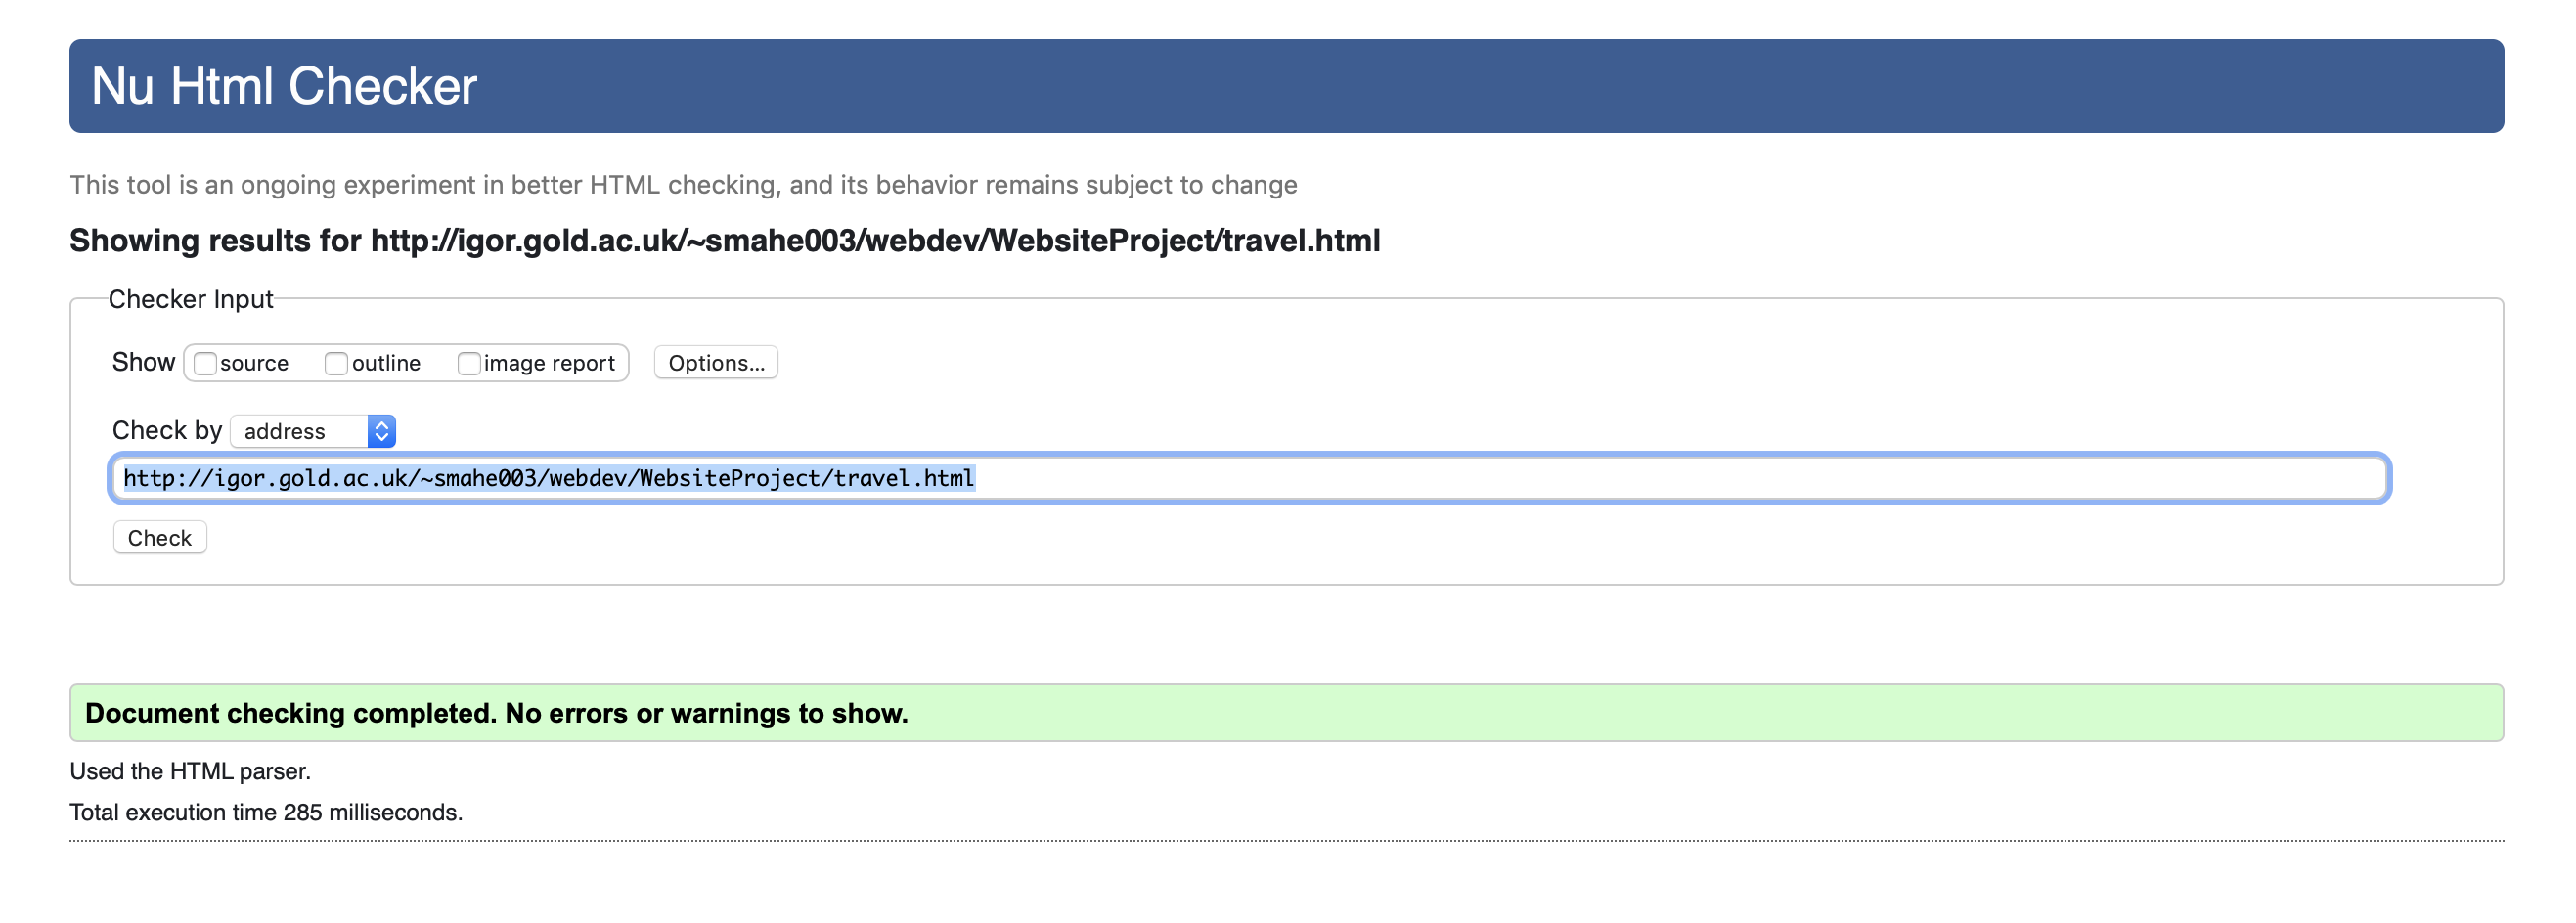 Nu Html Checker
This tool is an ongoing experiment in better HTML checking, and its behavior remains subject to change
Showing results for http://igor.gold.ac.uk/~smahe003/webdev/WebsiteProject/travel.html
Checker Input
Show source outline image report Options...
Check by address
http://igor.gold.ac.uk/~smahe003/webdev/WebsiteProject/travel.html
Check
Document checking completed. No errors or warnings to show.
Used the HTML parser.
Total execution time 285 milliseconds.